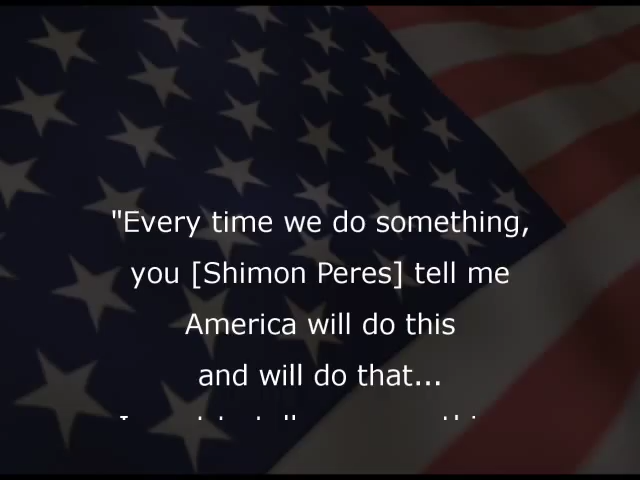 "Every time we do something,
you [Shimon Peres] tell me
America will do this
and will do that...